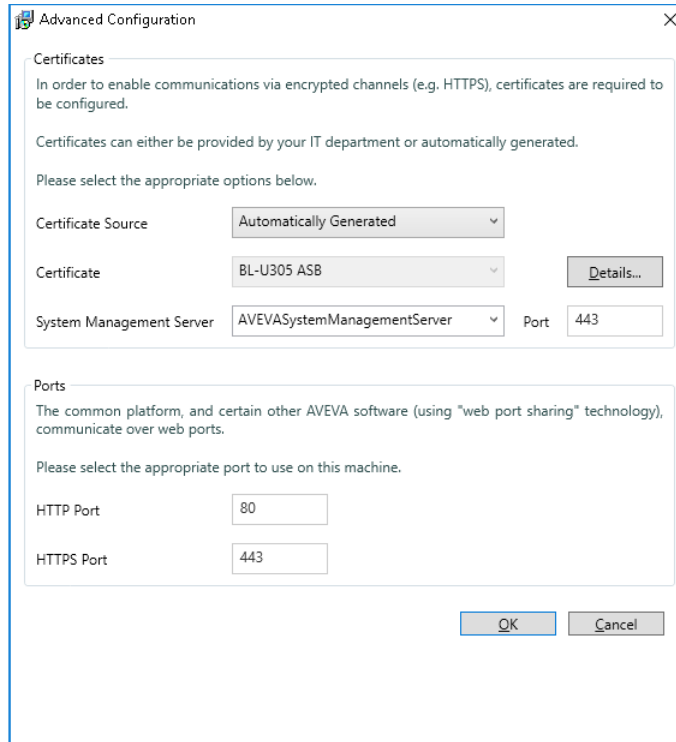 Advanced Configuration
Certificates
In order to enable communications via encrypted channels (e.g. HTTPS), certificates are required to
be configured.
Certificates can either be provided by your IT department or automatically generated.
Please select the appropriate options below.
Certificate Source
Automatically Generated
Certificate
BL-U305 ASB
Details...
System Management Server
AVEVASystemManagementServer
Port
443
Ports
The common platform, and certain other AVEVA software (using "web port sharing" technology),
communicate over web ports.
Please select the appropriate port to use on this machine.
HTTP Port
80
HTTPS Port
443
OK
Cancel